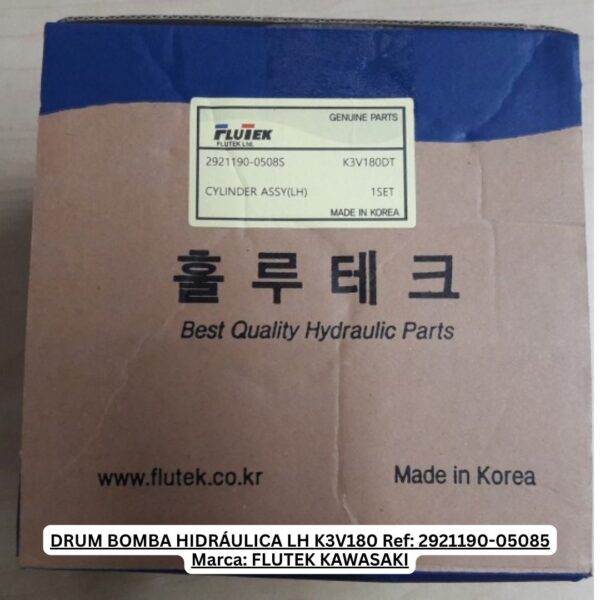 GENUINE PARTS
FLUTEK
FLUTEK Ltd.
2921190-0508S K3V180DT
CYLINDER ASSY(LH) 1SET
MADE IN KOREA
훌루테크
Best Quality Hydraulic Parts
www.flutek.co.kr Made in Korea
DRUM BOMBA HIDRÁULICA LH K3V180 Ref: 2921190-05085
Marca: FLUTEK KAWASAKI